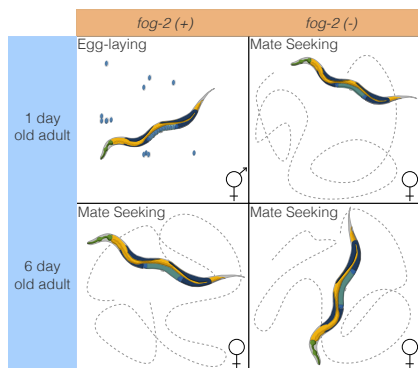 fog-2 (+)
fog-2 (-)
1 day
old adult
Egg-laying
Mate Seeking
6 day
old adult
Mate Seeking
Mate Seeking